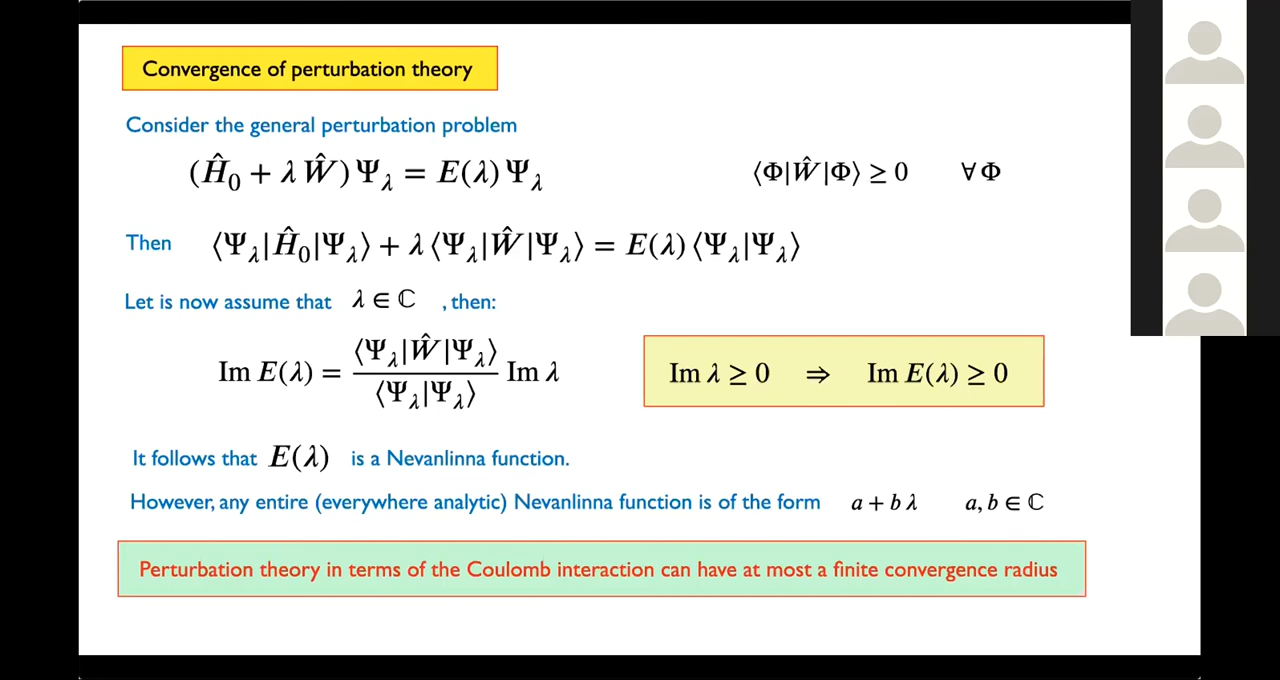 Convergence of perturbation theory
Consider the general perturbation problem
(Ĥ₀ + λ Ŵ) Ψ_λ = E(λ) Ψ_λ ⟨Φ|Ŵ|Φ⟩ ≥ 0 ∀ Φ
Then ⟨Ψ_λ|Ĥ₀|Ψ_λ⟩ + λ ⟨Ψ_λ|Ŵ|Ψ_λ⟩ = E(λ) ⟨Ψ_λ|Ψ_λ⟩
Let is now assume that λ ∈ ℂ , then:
Im E(λ) = ⟨Ψ_λ|Ŵ|Ψ_λ⟩ / ⟨Ψ_λ|Ψ_λ⟩ Im λ Im λ ≥ 0 ⇒ Im E(λ) ≥ 0
It follows that E(λ) is a Nevanlinna function.
However, any entire (everywhere analytic) Nevanlinna function is of the form a + b λ a, b ∈ ℂ
Perturbation theory in terms of the Coulomb interaction can have at most a finite convergence radius